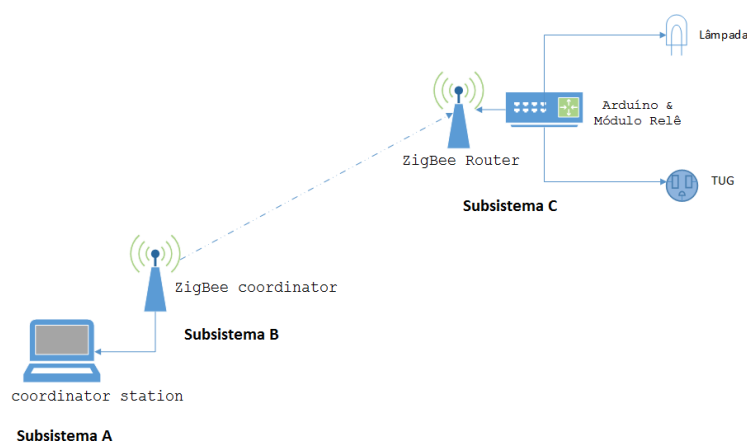 Lâmpada
Arduíno &
Módulo Relê
ZigBee Router
TUG
Subsistema C
ZigBee coordinator
Subsistema B
coordinator station
Subsistema A